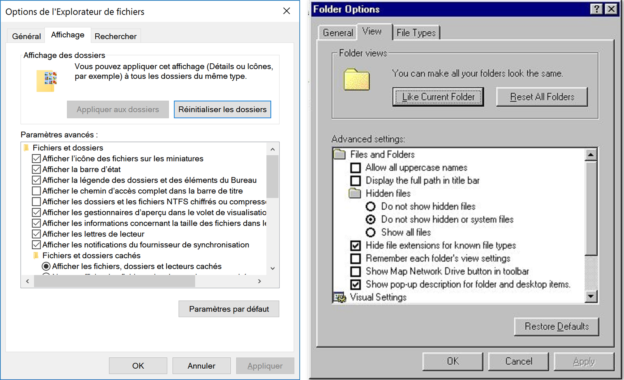 Options de l'Explorateur de fichiers
Général
Affichage
Rechercher
Affichage des dossiers
Vous pouvez appliquer cet affichage (Détails ou Icônes,
par exemple) à tous les dossiers du même type.
Appliquer aux dossiers
Réinitialiser les dossiers
Paramètres avancés :
Fichiers et dossiers
Afficher l'icône des fichiers sur les miniatures
Afficher la barre d'état
Afficher la légende des dossiers et des éléments du Bureau
Afficher le chemin d'accès complet dans la barre de titre
Afficher les dossiers et les fichiers NTFS chiffrés ou compress
Afficher les gestionnaires d'aperçu dans le volet de visualisatio
Afficher les informations concernant la taille des fichiers dans le
Afficher les lettres de lecteur
Afficher les notifications du fournisseur de synchronisation
Fichiers et dossiers cachés
Afficher les fichiers, dossiers et lecteurs cachés
Paramètres par défaut
OK
Annuler
Appliquer
Folder Options
General
View
File Types
Folder views
You can make all your folders look the same.
Like Current Folder
Reset All Folders
Advanced settings:
Files and Folders
Allow all uppercase names
Display the full path in title bar
Hidden files
Do not show hidden files
Do not show hidden or system files
Show all files
Hide file extensions for known file types
Remember each folder's view settings
Show Map Network Drive button in toolbar
Show pop-up description for folder and desktop items.
Visual Settings
Restore Defaults
OK
Cancel
Apply